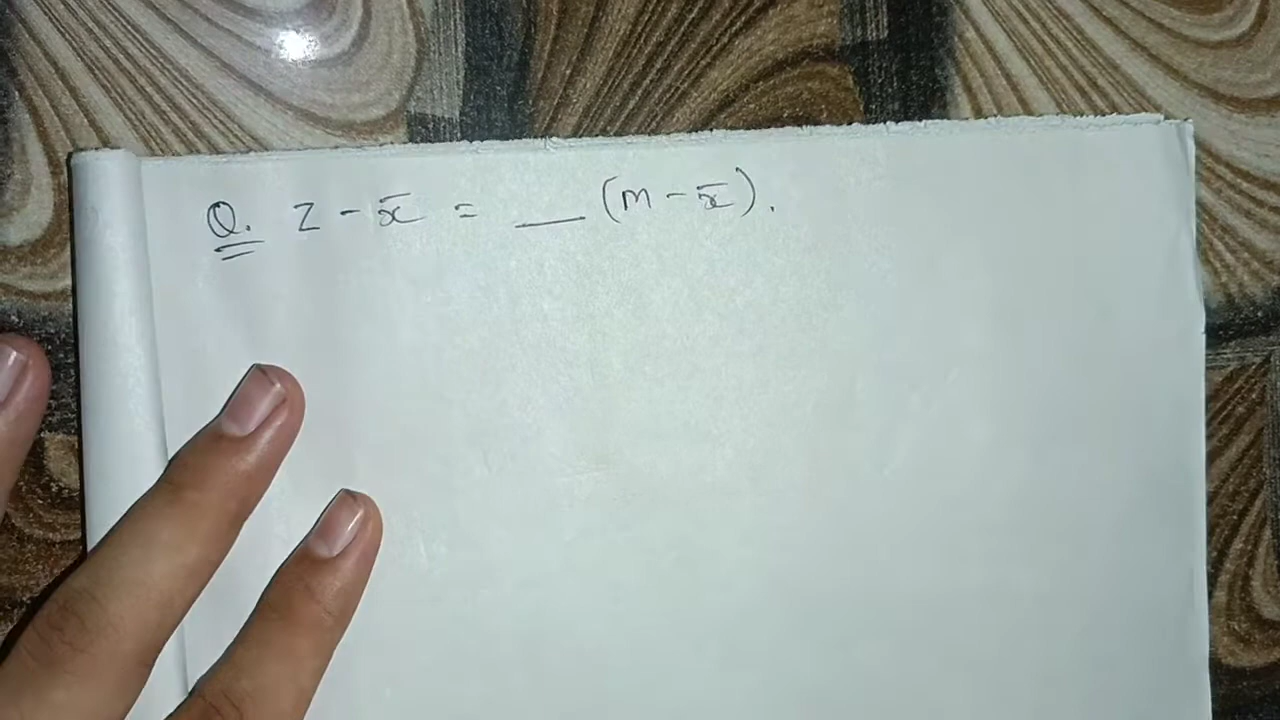 Q. Z - x̄ = ___ (M - x̄).